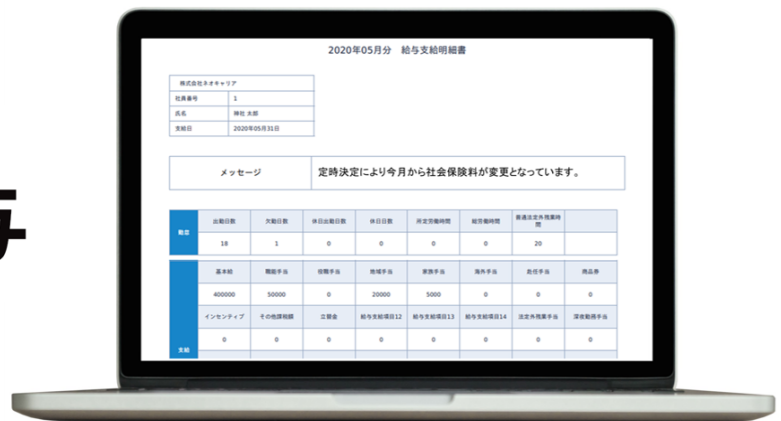 与
2020年05月分 給与支給明細書
株式会社ネオキャリア
社員番号 1
氏名 神社 太郎
支給日 2020年05月31日
メッセージ 定時決定により今月から社会保険料が変更となっています。
勤怠 出勤日数 欠勤日数 休日出勤日数 休日日数 所定労働時間 総労働時間 普通法定外残業時間
18 1 0 0 0 0 20
支給 基本給 職能手当 役職手当 地域手当 家族手当 海外手当 赴任手当 商品券
400000 50000 0 20000 5000 0 0 0
インセンティブ その他課税額 立替金 給与支給項目12 給与支給項目13 給与支給項目14 法定外残業手当 深夜勤務手当
0 0 0 0 0 0 0 0